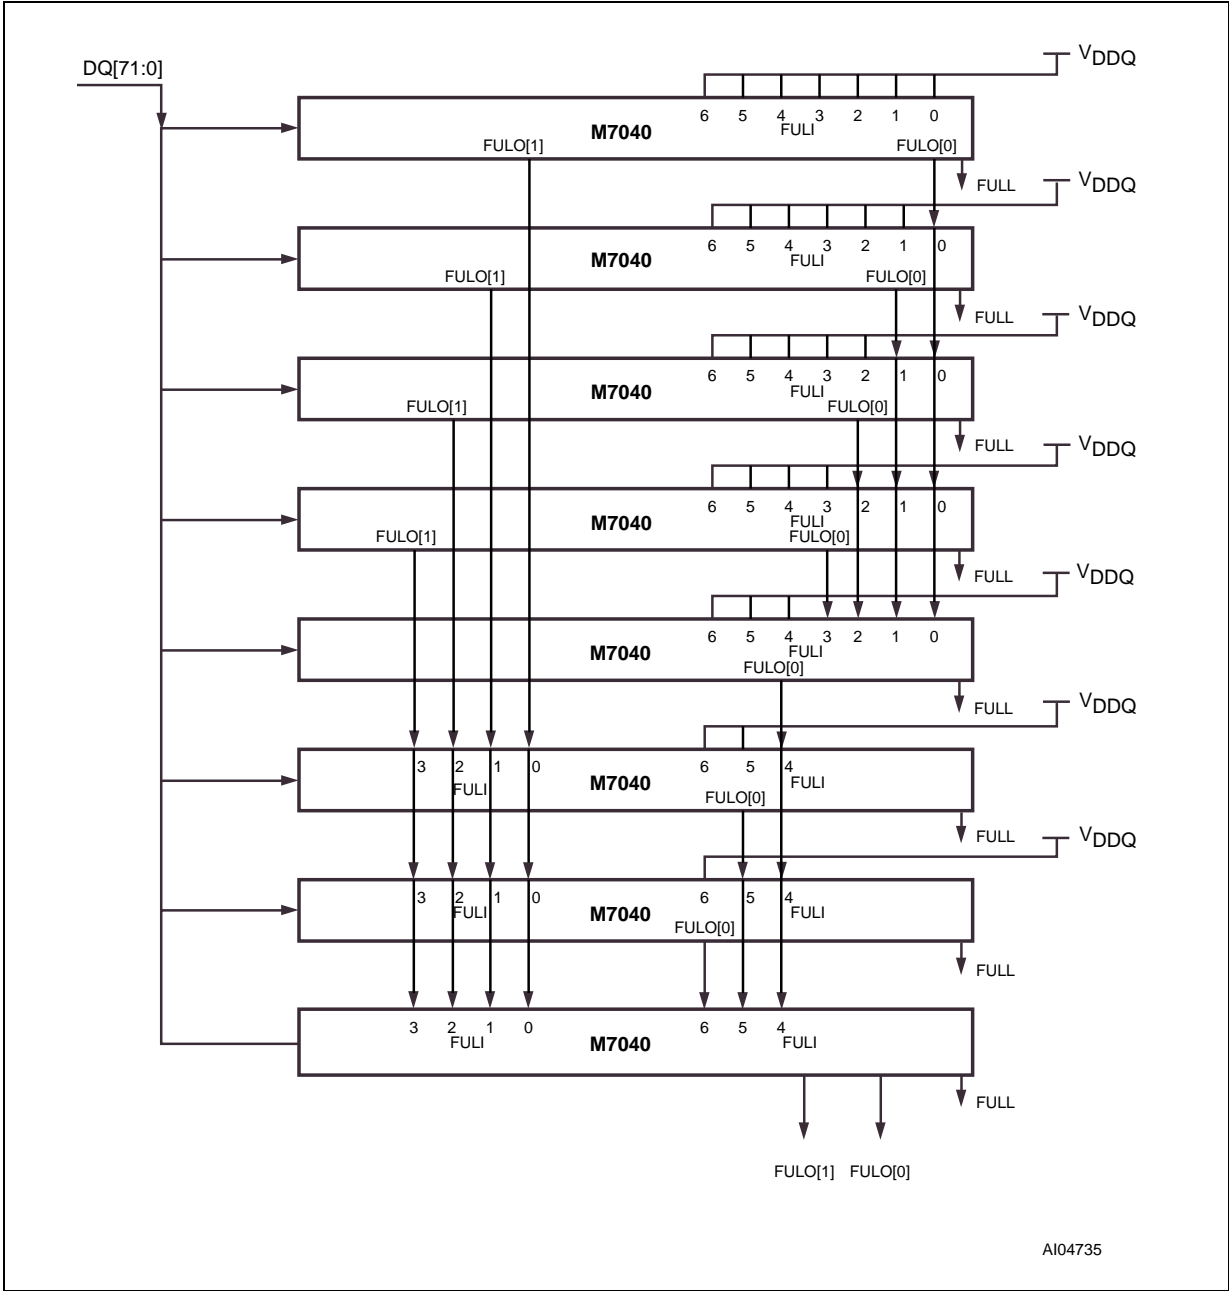 DQ[71:0]
VDDQ
6 5 4 3 2 1 0
FULI
M7040
FULO[1] FULO[0]
FULL
VDDQ
6 5 4 3 2 1 0
FULI
M7040
FULO[1] FULO[0]
FULL
VDDQ
6 5 4 3 2 1 0
FULI
M7040
FULO[1] FULO[0]
FULL
VDDQ
6 5 4 3 2 1 0
FULI
M7040
FULO[1] FULO[0]
FULL
VDDQ
6 5 4 3 2 1 0
FULI
M7040
FULO[0]
FULL
VDDQ
3 2 1 0 6 5 4
FULI M7040 FULI
FULO[0]
FULL
VDDQ
3 2 1 0 6 5 4
FULI M7040 FULI
FULO[0]
FULL
3 2 1 0 6 5 4
FULI M7040 FULI
FULL
FULO[1] FULO[0]
AI04735